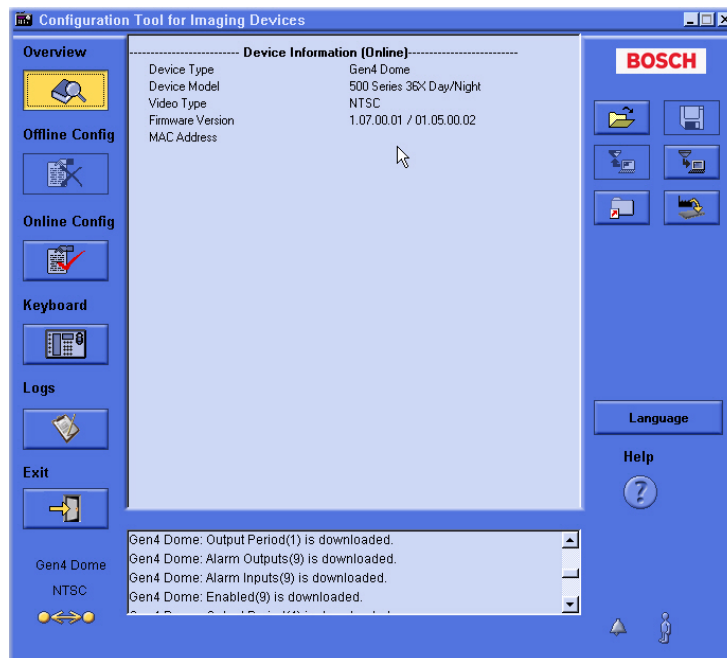 Configuration Tool for Imaging Devices
Overview
Offline Config
Online Config
Keyboard
Logs
Exit
Gen4 Dome
NTSC
-------------------------- Device Information (Online)--------------------------
Device Type Gen4 Dome
Device Model 500 Series 36X Day/Night
Video Type NTSC
Firmware Version 1.07.00.01 / 01.05.00.02
MAC Address
Gen4 Dome: Output Period(1) is downloaded.
Gen4 Dome: Alarm Outputs(9) is downloaded.
Gen4 Dome: Alarm Inputs(9) is downloaded.
Gen4 Dome: Enabled(9) is downloaded.
BOSCH
Language
Help
?